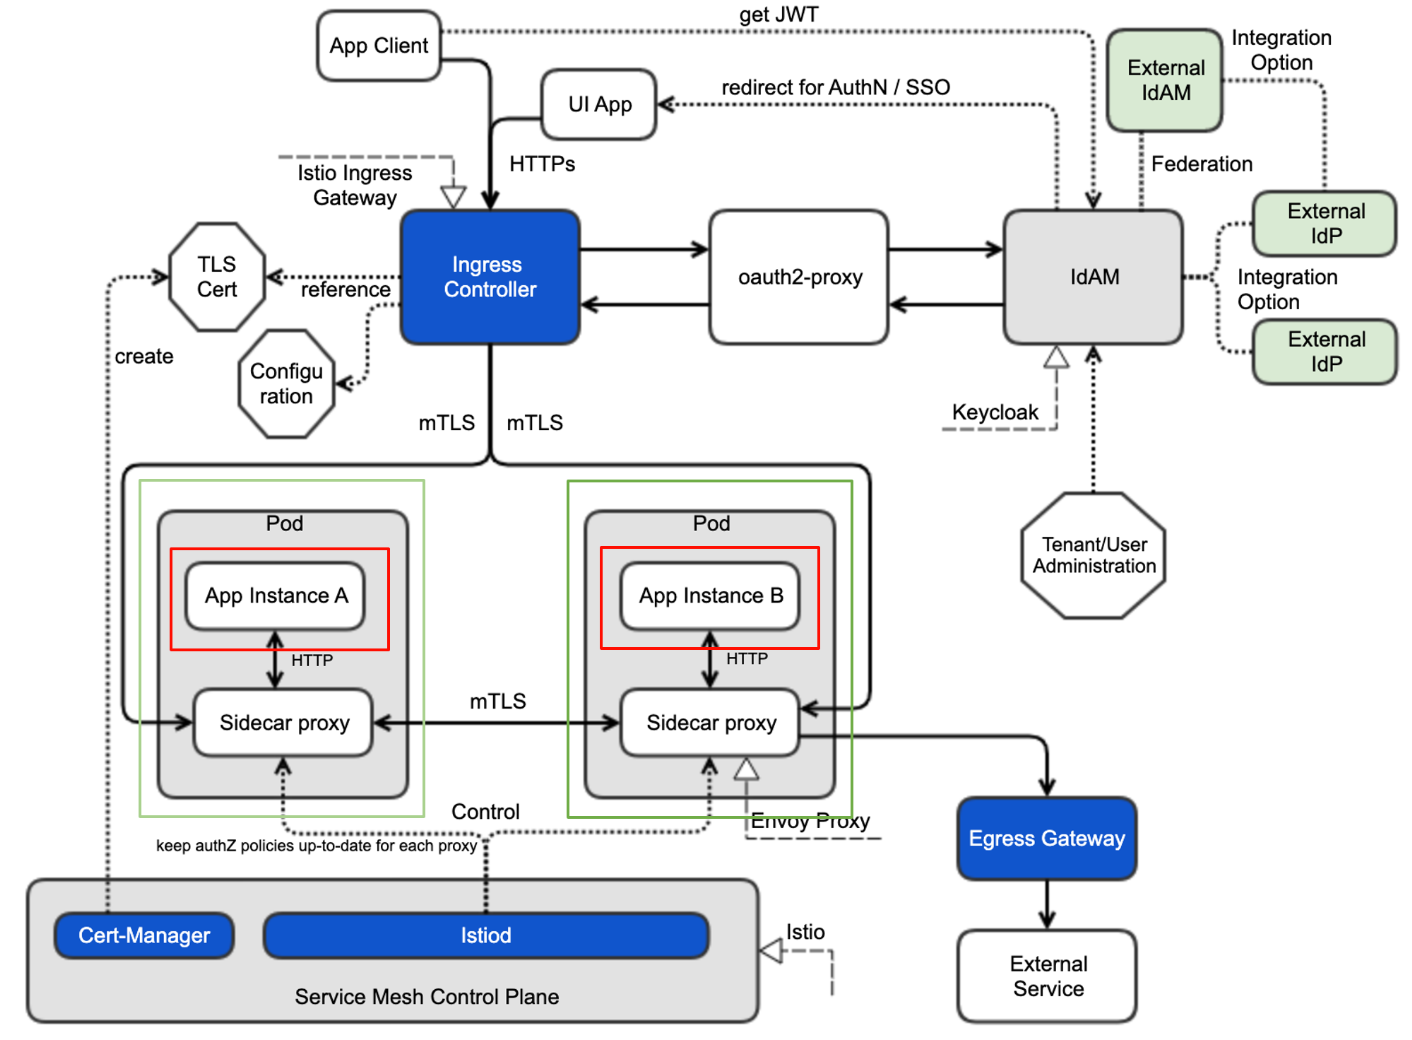 get JWT
App Client
External
IdAM
Integration
Option
UI App
redirect for AuthN / SSO
HTTPs
Istio Ingress
Gateway
Federation
External
IdP
TLS
Cert
reference
Ingress
Controller
oauth2-proxy
IdAM
Integration
Option
External
IdP
create
Configu
ration
Keycloak
mTLS
mTLS
Pod
Pod
Tenant/User
Administration
App Instance A
App Instance B
HTTP
HTTP
mTLS
Sidecar proxy
Sidecar proxy
Control
Envoy Proxy
keep authZ policies up-to-date for each proxy
Egress Gateway
Cert-Manager
Istiod
Istio
External
Service
Service Mesh Control Plane